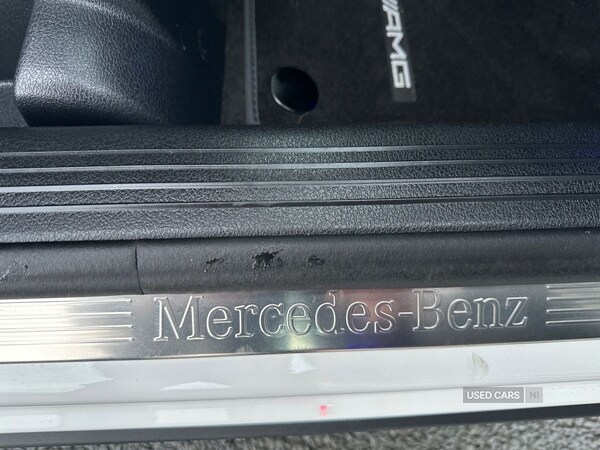 AMG
Mercedes-Benz
USED CARS NI